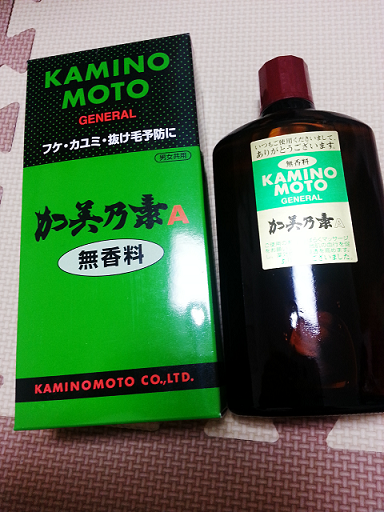 KAMINO
MOTO
GENERAL
フケ・カユミ・抜け毛予防に
男女共用
加美乃素A
無香料
KAMINOMOTO CO.,LTD.
いつもご使用くださいまして、
ありがとうございます。
無香料
KAMINO
MOTO
GENERAL
加美乃素A